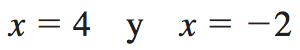 x = 4 y x = −2